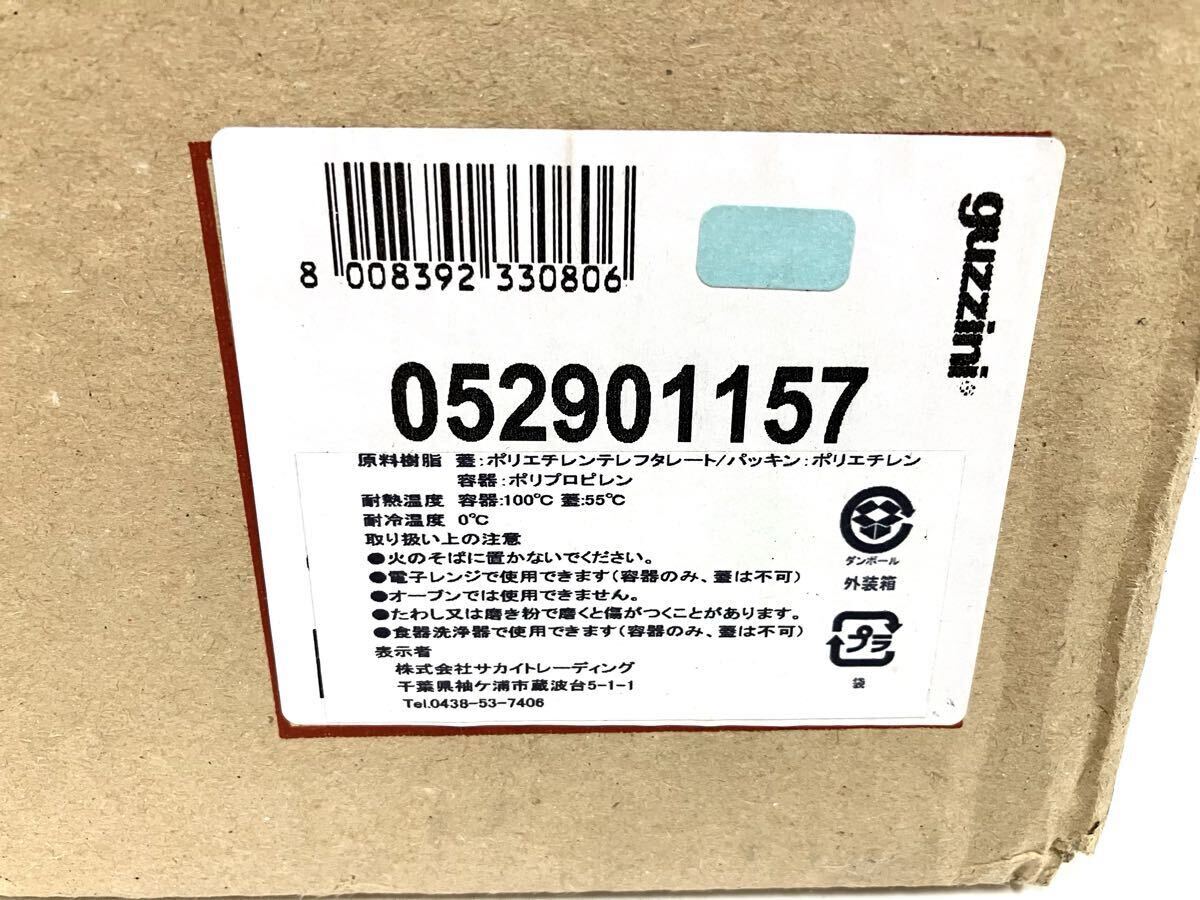 8 008392 330806
guzzini®
052901157
原料樹脂 蓋:ポリエチレンテレフタレート/パッキン:ポリエチレン
容器:ポリプロピレン
耐熱温度 容器:100℃ 蓋:55℃
耐冷温度 0℃
取り扱い上の注意
●火のそばに置かないでください。
●電子レンジで使用できます(容器のみ、蓋は不可)
●オーブンでは使用できません。
●たわし又は磨き粉で磨くと傷がつくことがあります。
●食器洗浄器で使用できます(容器のみ、蓋は不可)
表示者
株式会社サカイトレーディング
千葉県袖ケ浦市蔵波台5-1-1
Tel.0438-53-7406
ダンボール
外装箱
プラ
袋